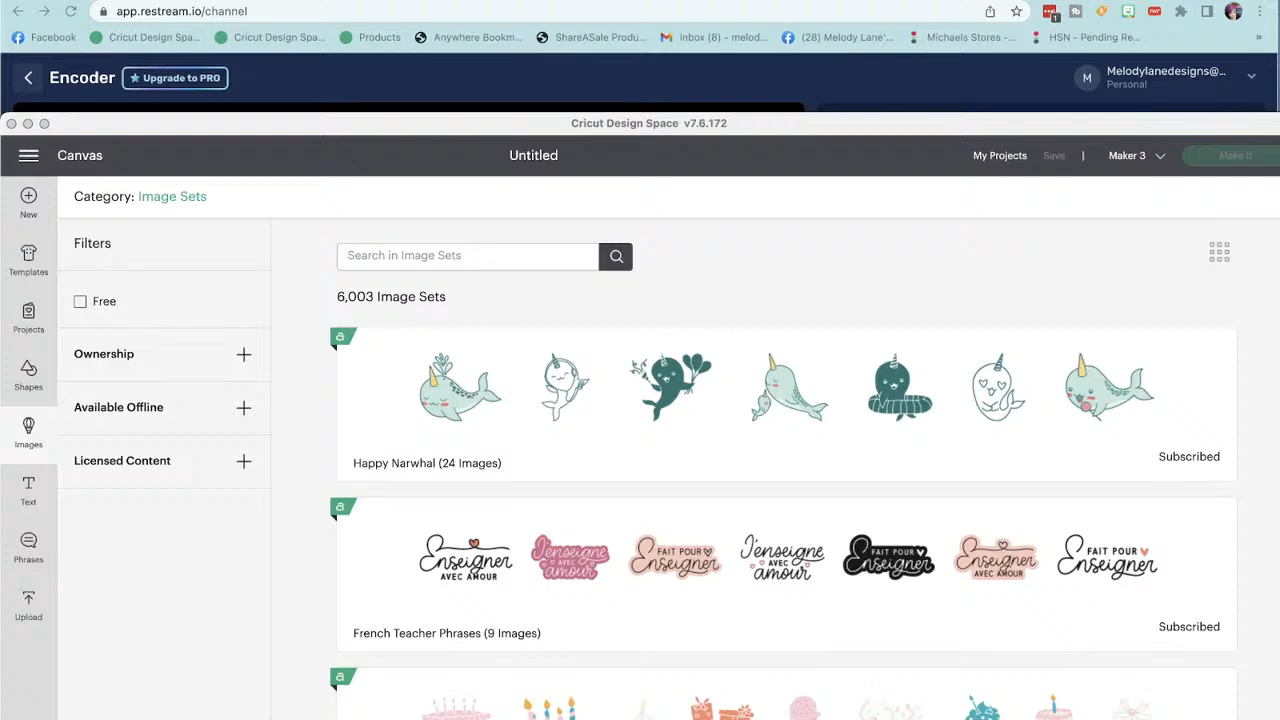 app.restream.io/channel
1
Facebook
Cricut Design Spa...
Cricut Design Spa...
Products
Anywhere Bookm...
ShareASale Produ...
Inbox (8) - melod...
(28) Melody Lane'...
Michaels Stores -...
HSN - Pending Re...
»
Encoder
Upgrade to PRO
M
Melodylanedesigns@...
Personal
Cricut Design Space v7.6.172
Canvas
Untitled
My Projects
Save
|
Maker 3
Make It
New
Templates
Projects
Shapes
Images
Text
Phrases
Upload
Category: Image Sets
Filters
Free
Ownership
Available Offline
Licensed Content
Search in Image Sets
6,003 Image Sets
a
Happy Narwhal (24 Images)
Subscribed
a
Enseigner
AVEC AMOUR
J'enseigne
AVEC
amour
FAIT POUR
Enseigner
J'enseigne
AVEC
amour
FAIT POUR
Enseigner
Enseigner
AVEC AMOUR
FAIT POUR
Enseigner
French Teacher Phrases (9 Images)
Subscribed
a